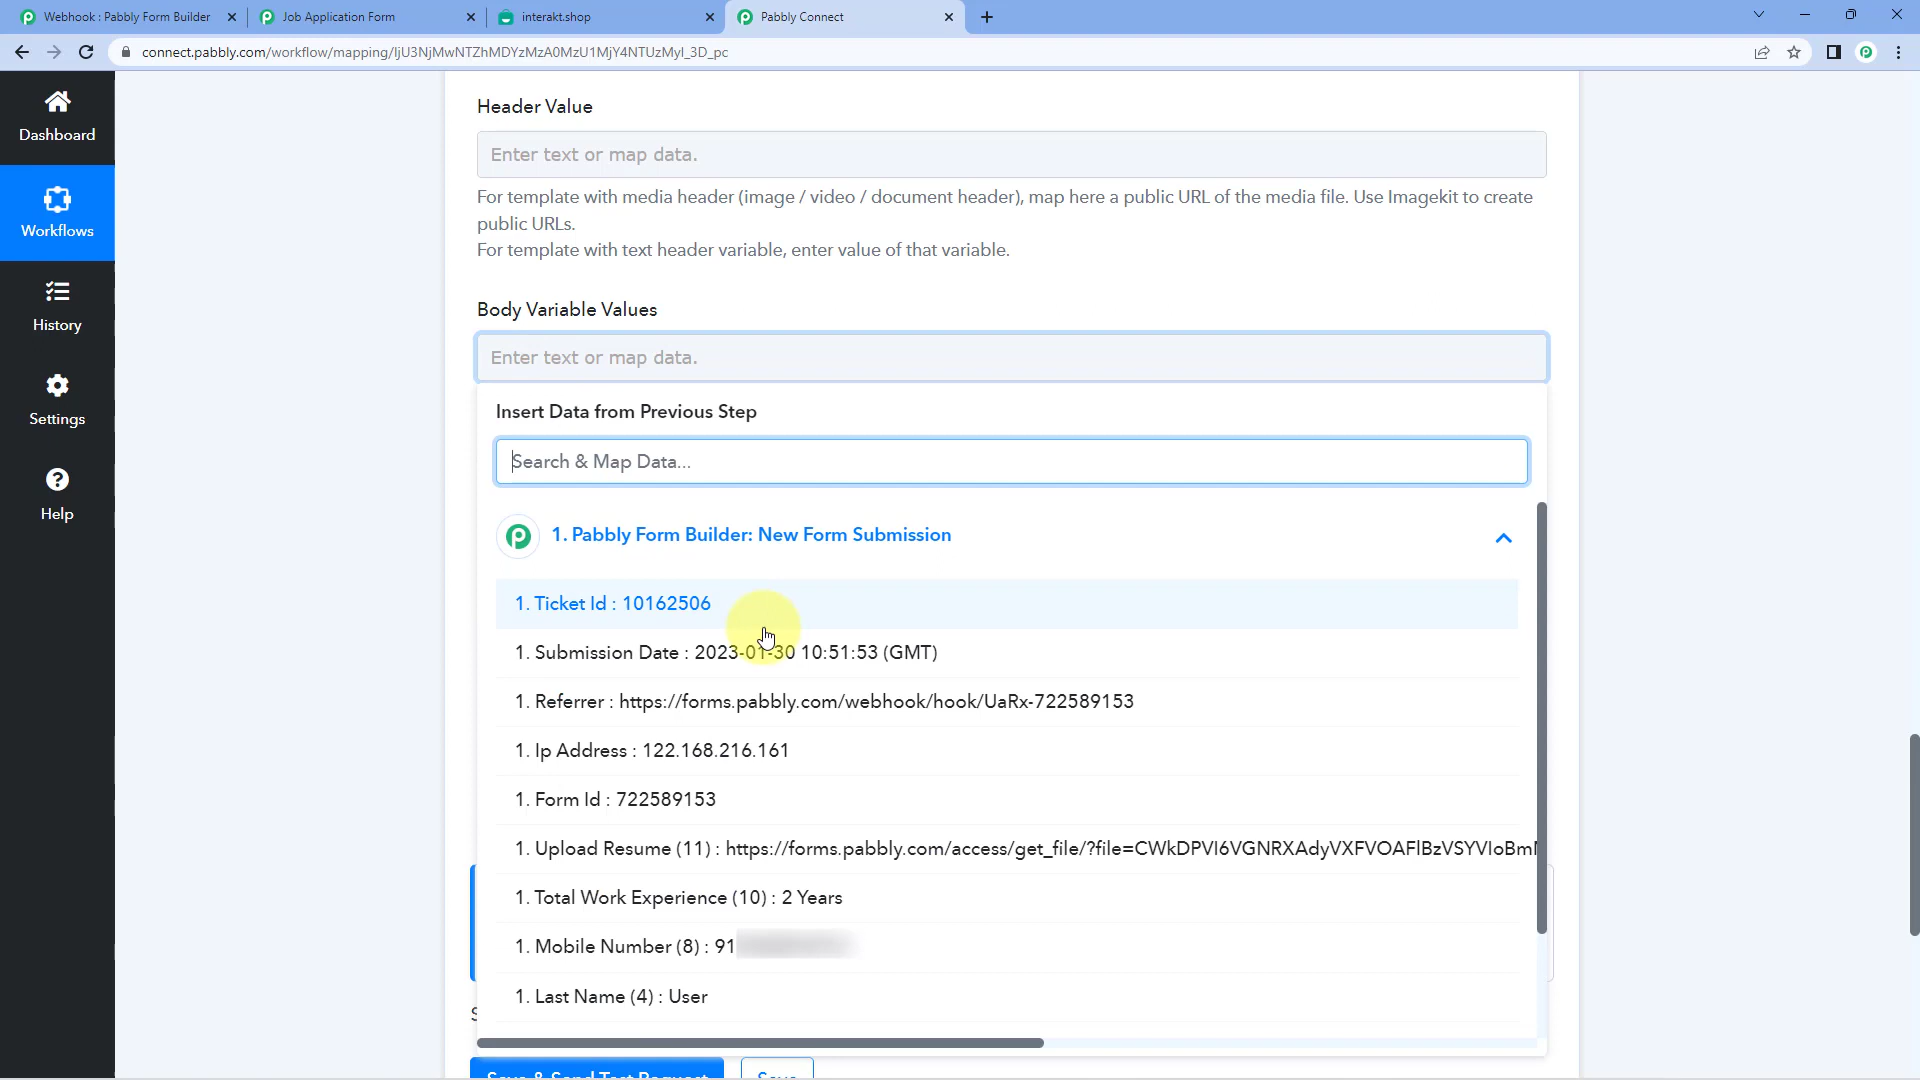 Webhook : Pabbly Form Builder
Job Application Form
interakt.shop
Pabbly Connect
connect.pabbly.com/workflow/mapping/IjU3NjMwNTZhMDYzMzA0MzU1MjY4NTUzMyI_3D_pc
Dashboard
Workflows
History
Settings
Help
Header Value
Enter text or map data.
For template with media header (image / video / document header), map here a public URL of the media file. Use Imagekit to create
public URLs.
For template with text header variable, enter value of that variable.
Body Variable Values
Enter text or map data.
Insert Data from Previous Step
Search & Map Data...
1. Pabbly Form Builder: New Form Submission
1. Ticket Id : 10162506
1. Submission Date : 2023-01-30 10:51:53 (GMT)
1. Referrer : https://forms.pabbly.com/webhook/hook/UaRx-722589153
1. Ip Address : 122.168.216.161
1. Form Id : 722589153
1. Upload Resume (11) : https://forms.pabbly.com/access/get_file/?file=CWkDPVI6VGNRXAdyVXFVOAFlBzVSYVIoBm
1. Total Work Experience (10) : 2 Years
1. Mobile Number (8) : 91
1. Last Name (4) : User
Save & Send Test Request
Save